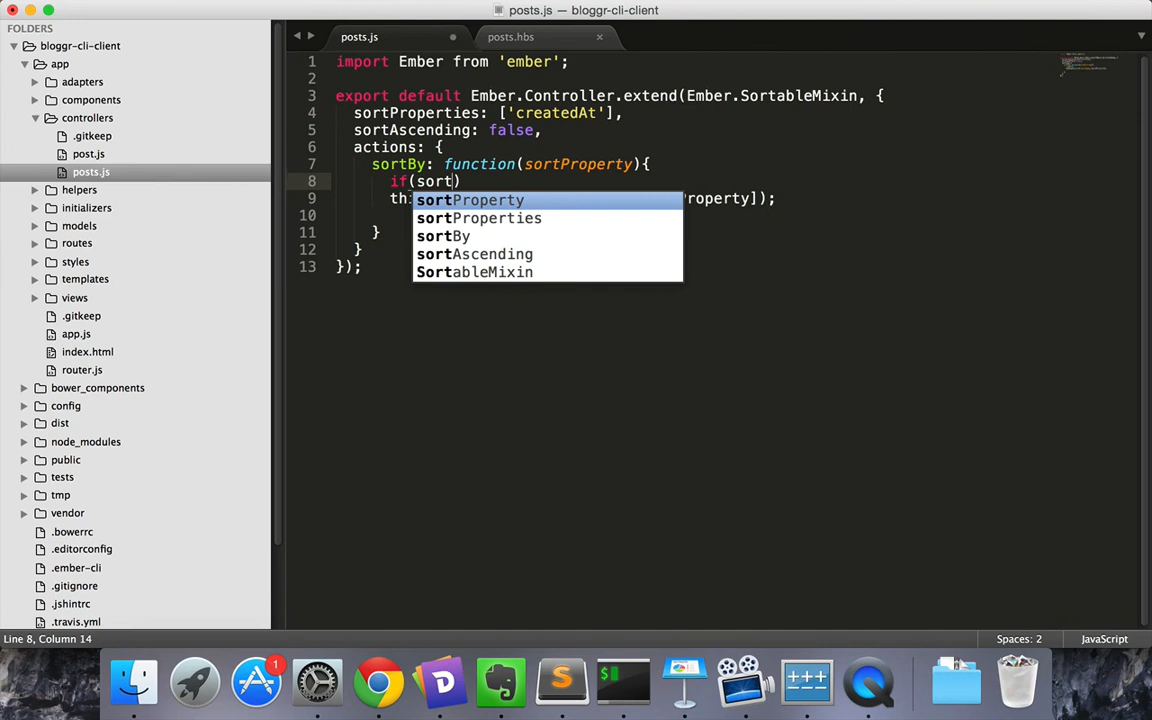 posts.js — bloggr-cli-client
FOLDERS
bloggr-cli-client
app
adapters
components
controllers
.gitkeep
post.js
posts.js
helpers
initializers
models
routes
styles
templates
views
.gitkeep
app.js
index.html
router.js
bower_components
config
dist
node_modules
public
tests
tmp
vendor
.bowerrc
.editorconfig
.ember-cli
.gitignore
.jshintrc
.travis.yml
posts.js
posts.hbs
1 import Ember from 'ember';
2
3 export default Ember.Controller.extend(Ember.SortableMixin, {
4 sortProperties: ['createdAt'],
5 sortAscending: false,
6 actions: {
7 sortBy: function(sortProperty){
8 if(sort)
9 thi Property]);
10
11 }
12 }
13 });
sortProperty
sortProperties
sortBy
sortAscending
SortableMixin
Line 8, Column 14
Spaces: 2
JavaScript
1